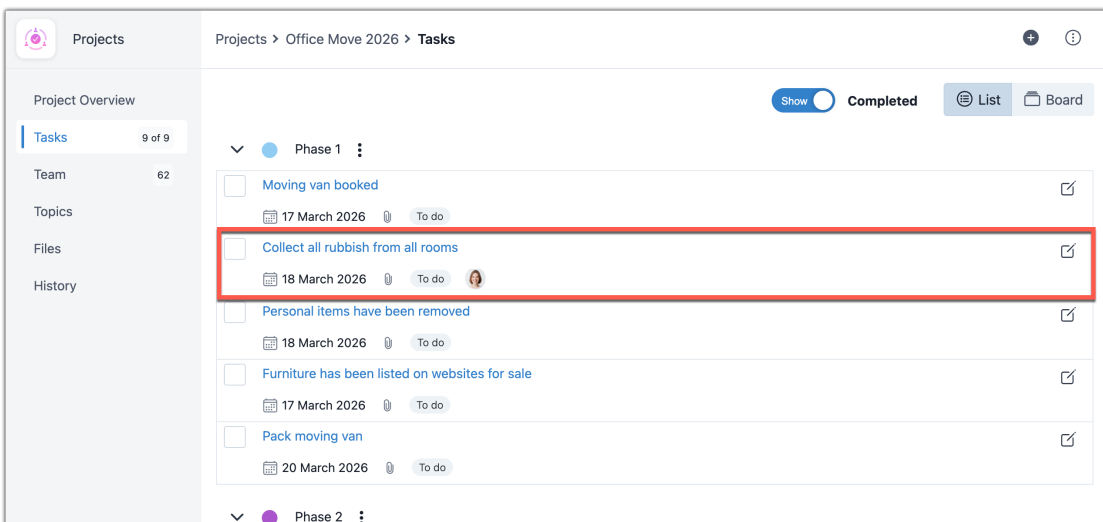 Projects
Projects > Office Move 2026 > Tasks
Project Overview
Show Completed
List
Board
Tasks 9 of 9
Team 62
Topics
Files
History
Phase 1
Moving van booked
17 March 2026 To do
Collect all rubbish from all rooms
18 March 2026 To do
Personal items have been removed
18 March 2026 To do
Furniture has been listed on websites for sale
17 March 2026 To do
Pack moving van
20 March 2026 To do
Phase 2